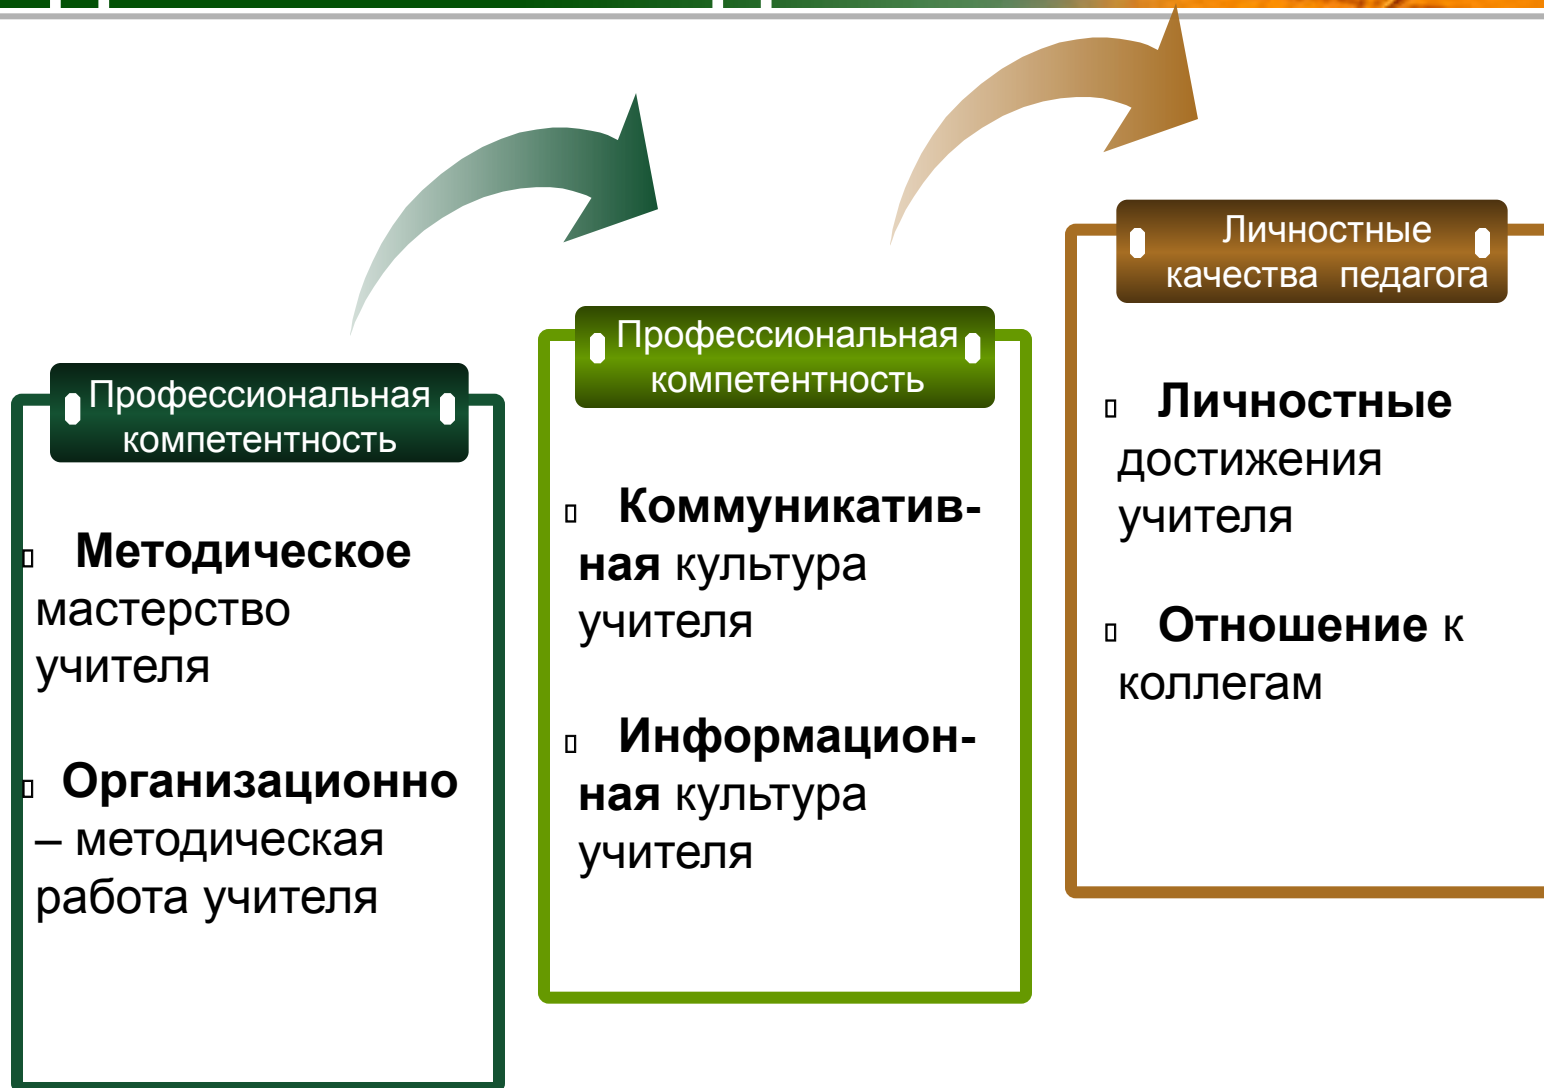 Профессиональная
компетентность
Методическое
мастерство
учителя
Организационно
– методическая
работа учителя
Профессиональная
компетентность
Коммуникатив-
ная культура
учителя
Информацион-
ная культура
учителя
Личностные
качества педагога
Личностные
достижения
учителя
Отношение к
коллегам